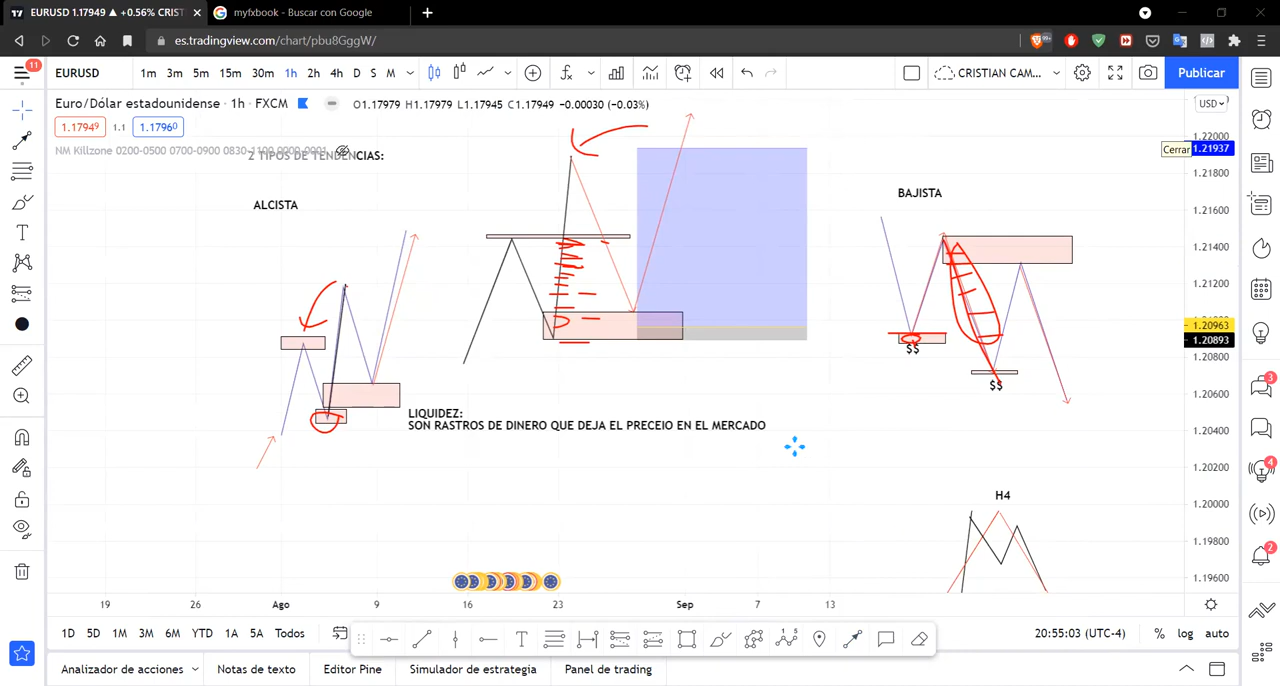 EURUSD 1.17949 ▲ +0.56% CRIST
myfxbook - Buscar con Google
es.tradingview.com/chart/pbu8GggW/
11
EURUSD
1m 3m 5m 15m 30m 1h 2h 4h D S M
CRISTIAN CAM...
Publicar
Euro/Dólar estadounidense · 1h · FXCM
O1.17979 H1.17979 L1.17945 C1.17949 −0.00030 (−0.03%)
USD
1.17949 1.1 1.17960
NM Killzone 0200-0500 0700-0900 0830-1100 0000-0001
2 TIPOS DE TENDENCIAS:
ALCISTA
BAJISTA
$$
$$
LIQUIDEZ:
SON RASTROS DE DINERO QUE DEJA EL PRECEIO EN EL MERCADO
H4
1.22000
Cerrar 1.21937
1.21800
1.21600
1.21400
1.21200
1.20963
1.20893
1.20800
1.20600
1.20400
1.20200
1.20000
1.19800
1.19600
3
4
2
19 26 Ago 9 16 23 Sep 7 13
1D 5D 1M 3M 6M YTD 1A 5A Todos
20:55:03 (UTC-4) % log auto
Analizador de acciones Notas de texto Editor Pine Simulador de estrategia Panel de trading